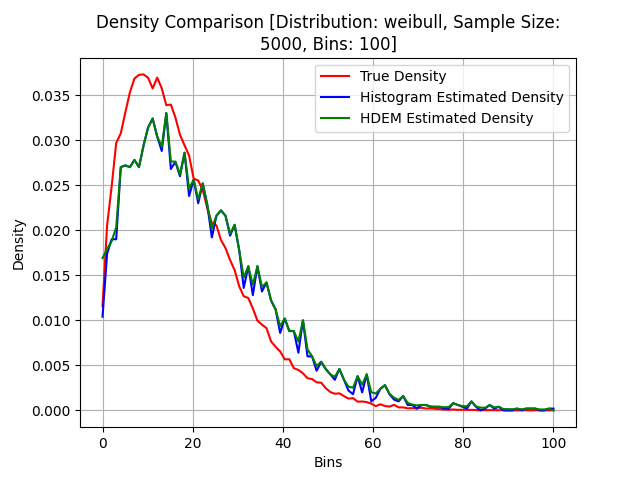 Density Comparison [Distribution: weibull, Sample Size:
5000, Bins: 100]
True Density
Histogram Estimated Density
HDEM Estimated Density
Density
0.035
0.030
0.025
0.020
0.015
0.010
0.005
0.000
0 20 40 60 80 100
Bins